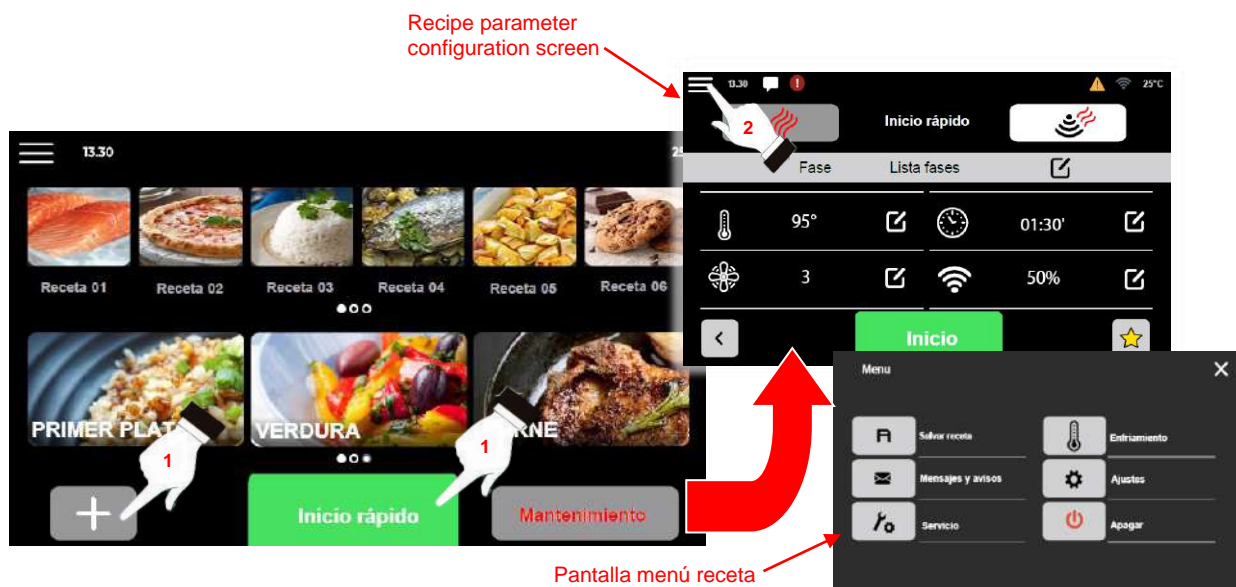 Recipe parameter
configuration screen
13.30
25°C
2
Inicio rápido
Fase
Lista fases
95°
01:30'
3
50%
Inicio
13.30
Receta 01
Receta 02
Receta 03
Receta 04
Receta 05
Receta 06
PRIMER
VERDURA
1
1
Inicio rápido
Mantenimiento
Menu
Salvar receta
Enfriamiento
Mensajes y avisos
Ajustes
Servicio
Apagar
Pantalla menú receta